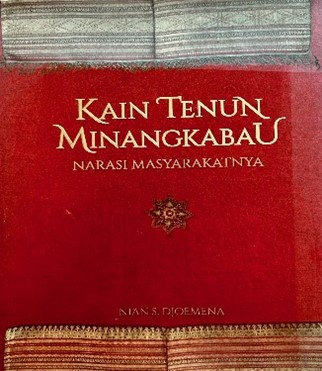 KAIN TENUN
MINANGKABAU
NARASI MASYARAKATNYA
NIAN S. DJOEMENA